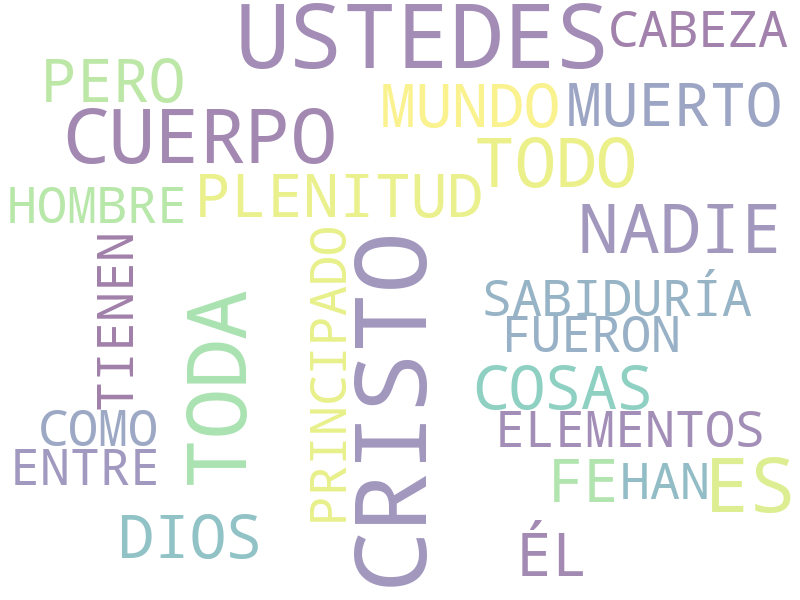 USTEDES
CABEZA
PERO
MUNDO
MUERTO
CUERPO
TODO
PLENITUD
HOMBRE
NADIE
TIENEN
PRINCIPADO
CRISTO
SABIDURÍA
TODA
FUERON
COSAS
COMO
ELEMENTOS
ENTRE
FE
HAN
ES
DIOS
ÉL